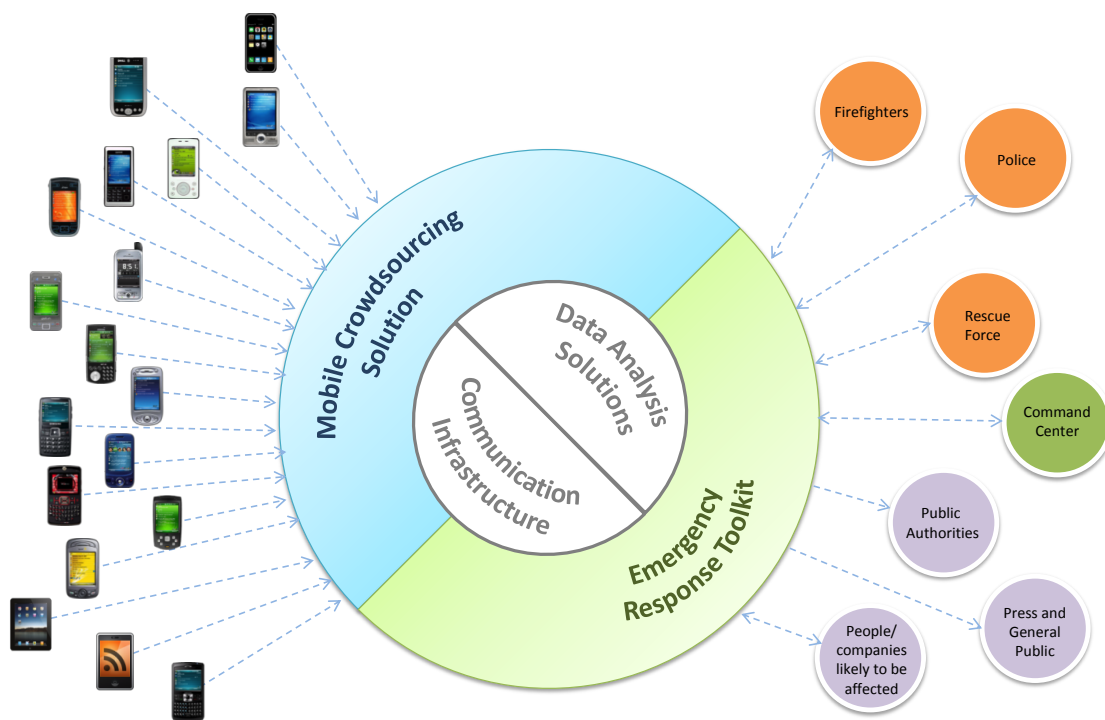 Firefighters
Police
Mobile Crowdsourcing
Solution
Data Analysis
Solutions
Rescue
Force
Command
Center
Communication
Infrastructure
Emergency
Response Toolkit
Public
Authorities
Press and
General
Public
People/
companies
likely to be
affected